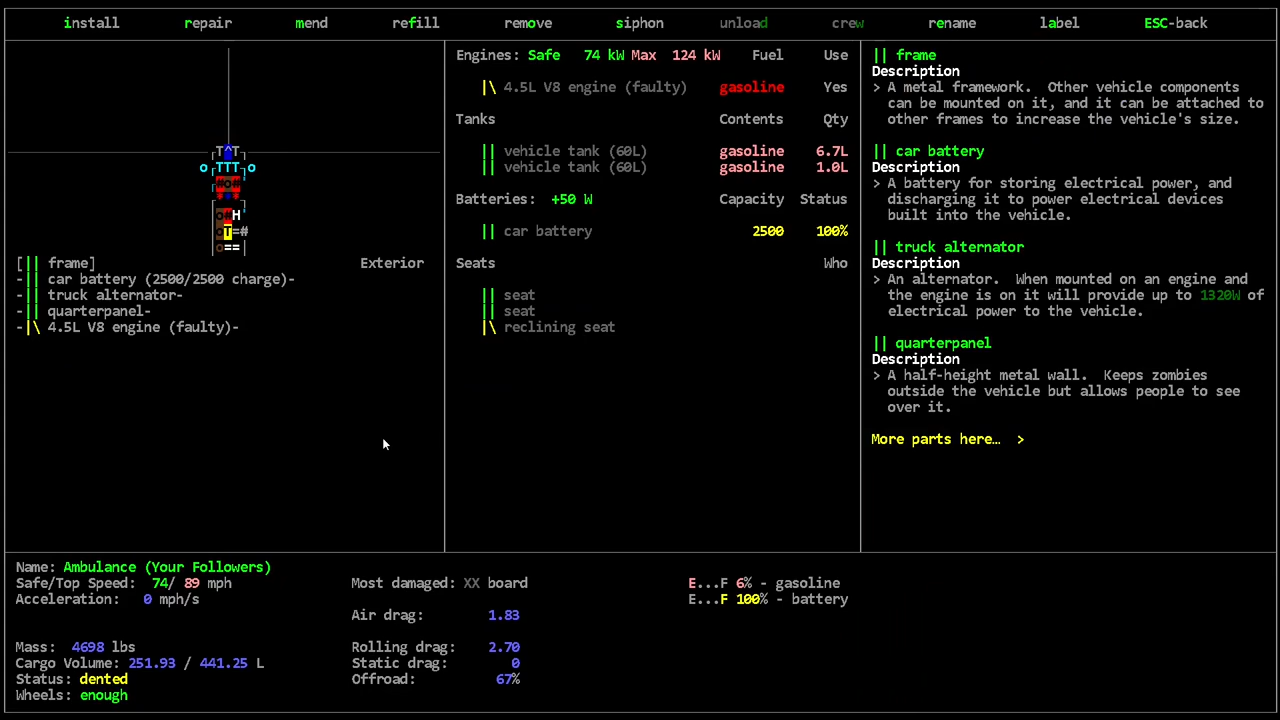 install repair mend refill remove siphon unload crew rename label ESC-back
Engines: Safe 74 kW Max 124 kW Fuel Use
|\ 4.5L V8 engine (faulty) gasoline Yes
Tanks Contents Qty
|| vehicle tank (60L) gasoline 6.7L
|| vehicle tank (60L) gasoline 1.0L
Batteries: +50 W Capacity Status
|| car battery 2500 100%
Seats Who
|| seat
|| seat
|\ reclining seat
[|| frame] Exterior
-|| car battery (2500/2500 charge)-
-|| truck alternator-
-|| quarterpanel-
-|\ 4.5L V8 engine (faulty)-
|| frame
Description
> A metal framework. Other vehicle components
can be mounted on it, and it can be attached to
other frames to increase the vehicle's size.
|| car battery
Description
> A battery for storing electrical power, and
discharging it to power electrical devices
built into the vehicle.
|| truck alternator
Description
> An alternator. When mounted on an engine and
the engine is on it will provide up to 1320W of
electrical power to the vehicle.
|| quarterpanel
Description
> A half-height metal wall. Keeps zombies
outside the vehicle but allows people to see
over it.
More parts here… >
Name: Ambulance (Your Followers)
Safe/Top Speed: 74/ 89 mph
Acceleration: 0 mph/s
Mass: 4698 lbs
Cargo Volume: 251.93 / 441.25 L
Status: dented
Wheels: enough
Most damaged: XX board
Air drag: 1.83
Rolling drag: 2.70
Static drag: 0
Offroad: 67%
E...F 6% - gasoline
E...F 100% - battery